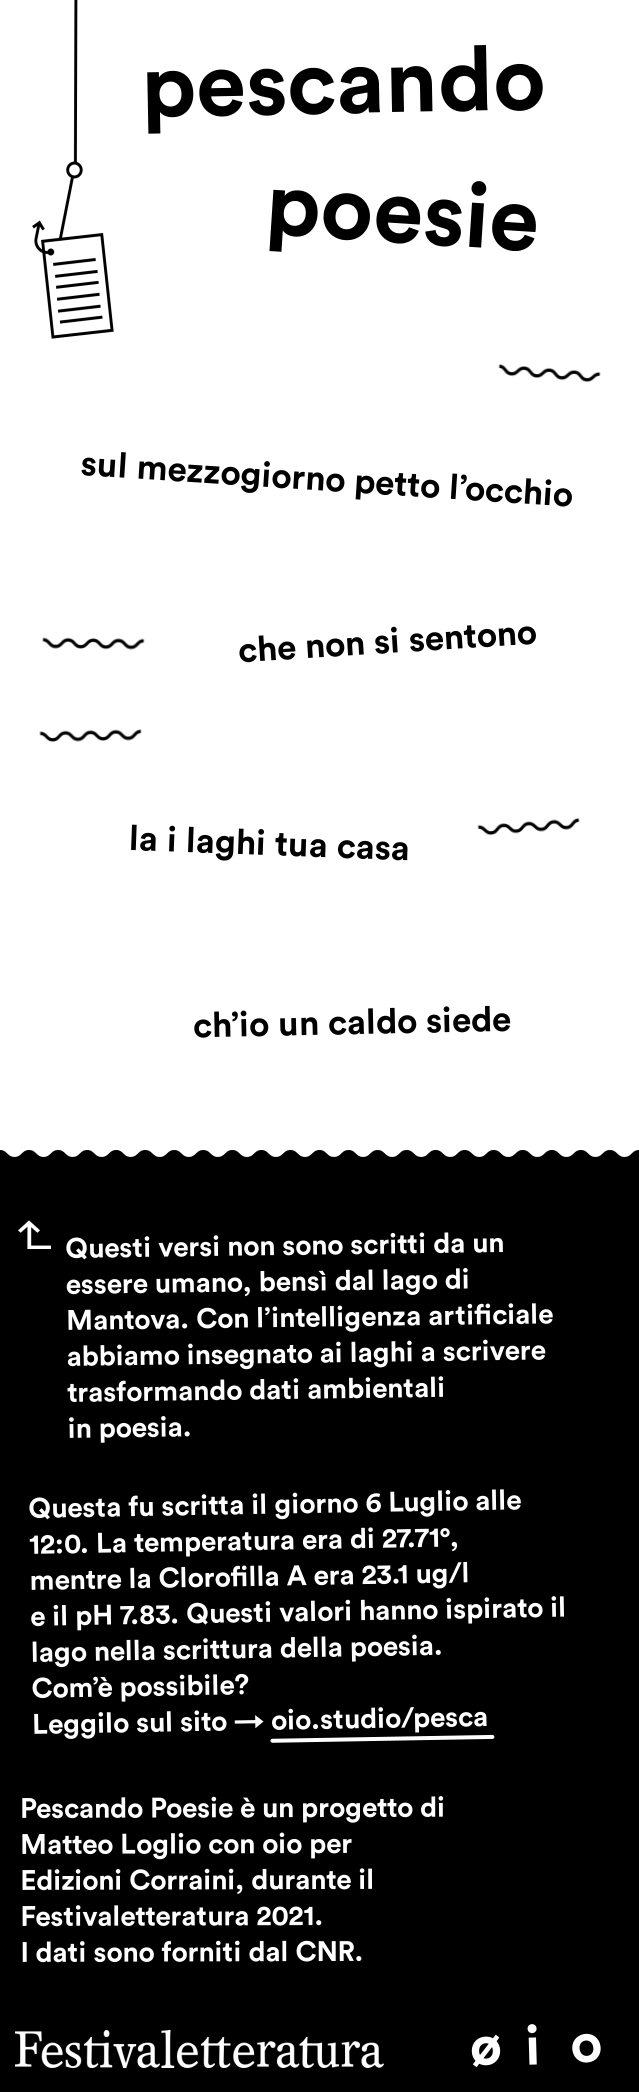 pescando
poesie
sul mezzogiorno petto l’occhio
che non si sentono
la i laghi tua casa
ch’io un caldo siede
Questi versi non sono scritti da un
essere umano, bensì dal lago di
Mantova. Con l’intelligenza artificiale
abbiamo insegnato ai laghi a scrivere
trasformando dati ambientali
in poesia.
Questa fu scritta il giorno 6 Luglio alle
12:0. La temperatura era di 27.71°,
mentre la Clorofilla A era 23.1 ug/l
e il pH 7.83. Questi valori hanno ispirato il
lago nella scrittura della poesia.
Com’è possibile?
Leggilo sul sito → oio.studio/pesca
Pescando Poesie è un progetto di
Matteo Loglio con oio per
Edizioni Corraini, durante il
Festivaletteratura 2021.
I dati sono forniti dal CNR.
Festivaletteratura ø i o